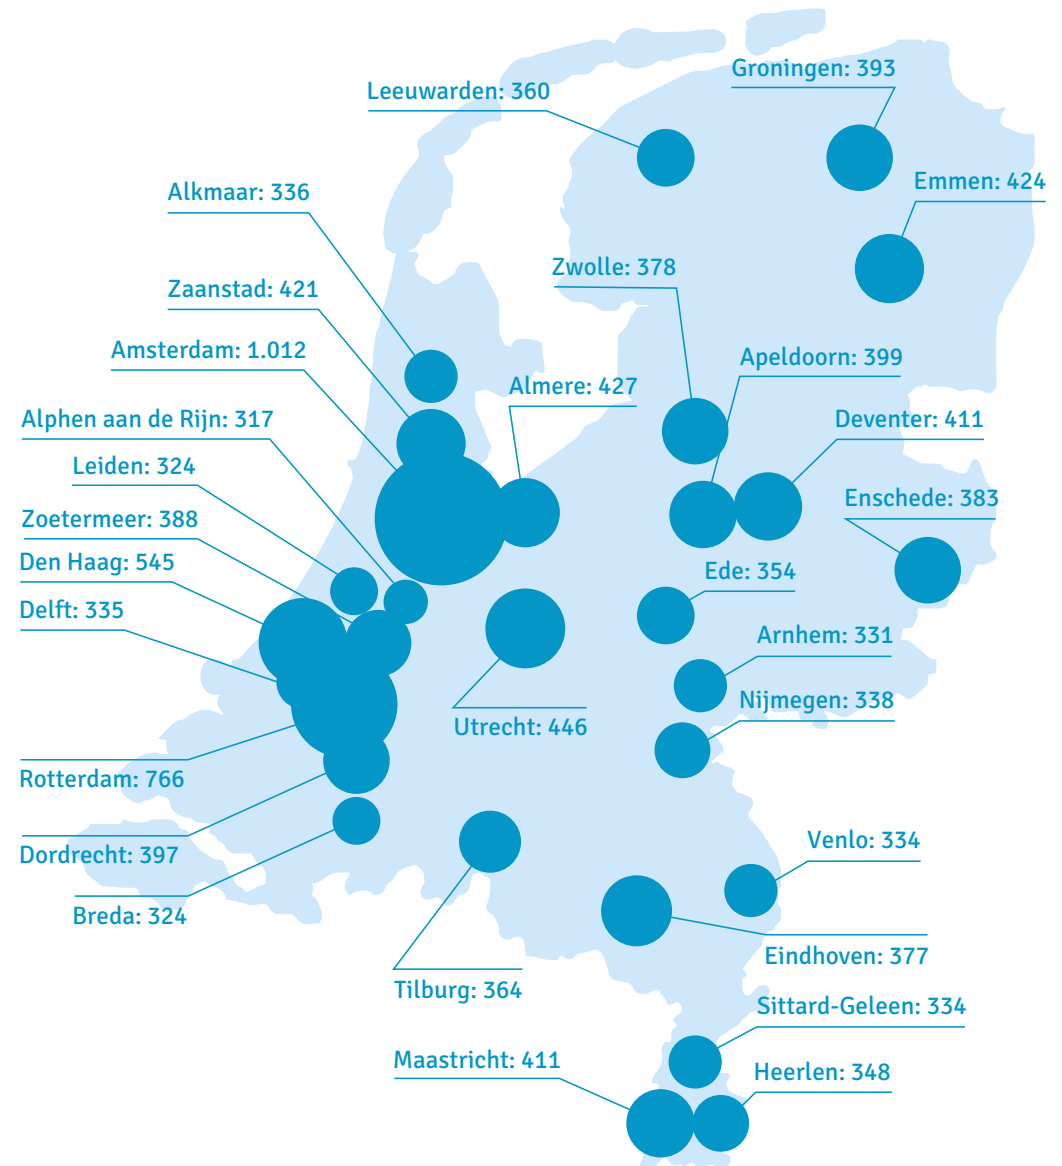 Groningen: 393
Leeuwarden: 360
Emmen: 424
Alkmaar: 336
Zwolle: 378
Zaanstad: 421
Amsterdam: 1.012
Apeldoorn: 399
Almere: 427
Alphen aan de Rijn: 317
Deventer: 411
Leiden: 324
Enschede: 383
Zoetermeer: 388
Den Haag: 545
Ede: 354
Delft: 335
Arnhem: 331
Nijmegen: 338
Utrecht: 446
Rotterdam: 766
Venlo: 334
Dordrecht: 397
Breda: 324
Eindhoven: 377
Tilburg: 364
Sittard-Geleen: 334
Maastricht: 411
Heerlen: 348